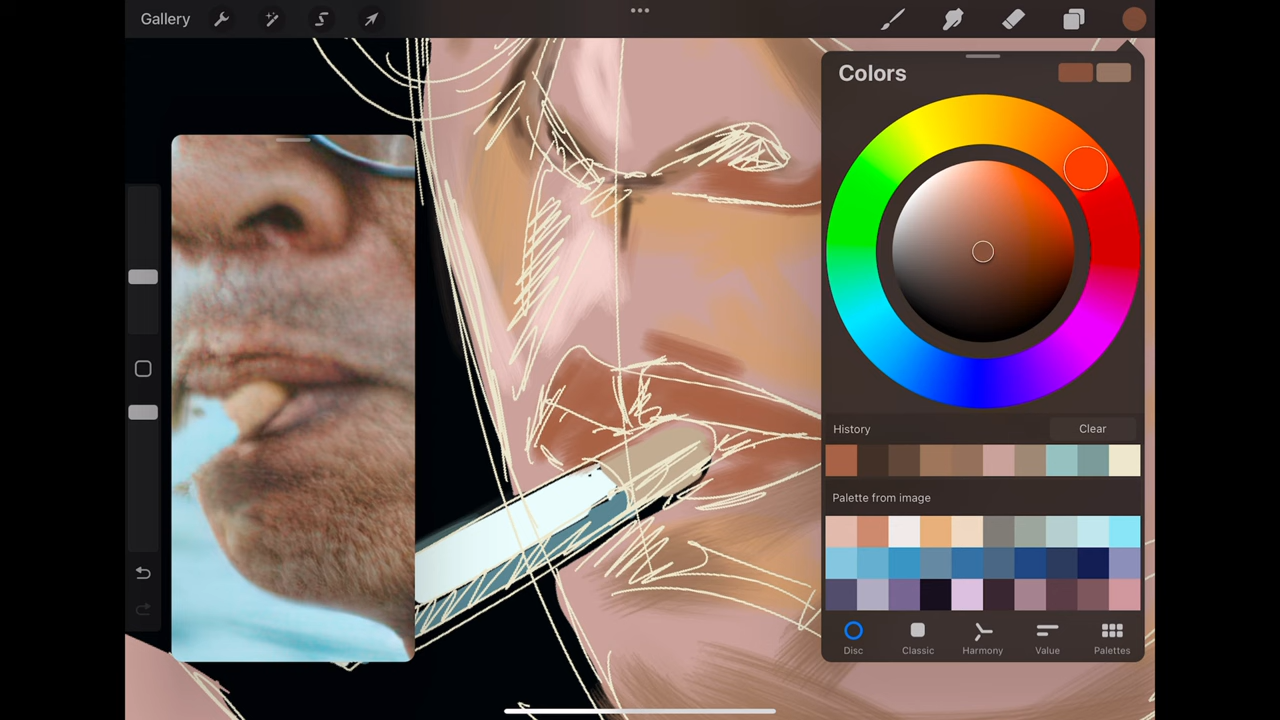 Gallery
Colors
History
Clear
Palette from image
Disc
Classic
Harmony
Value
Palettes